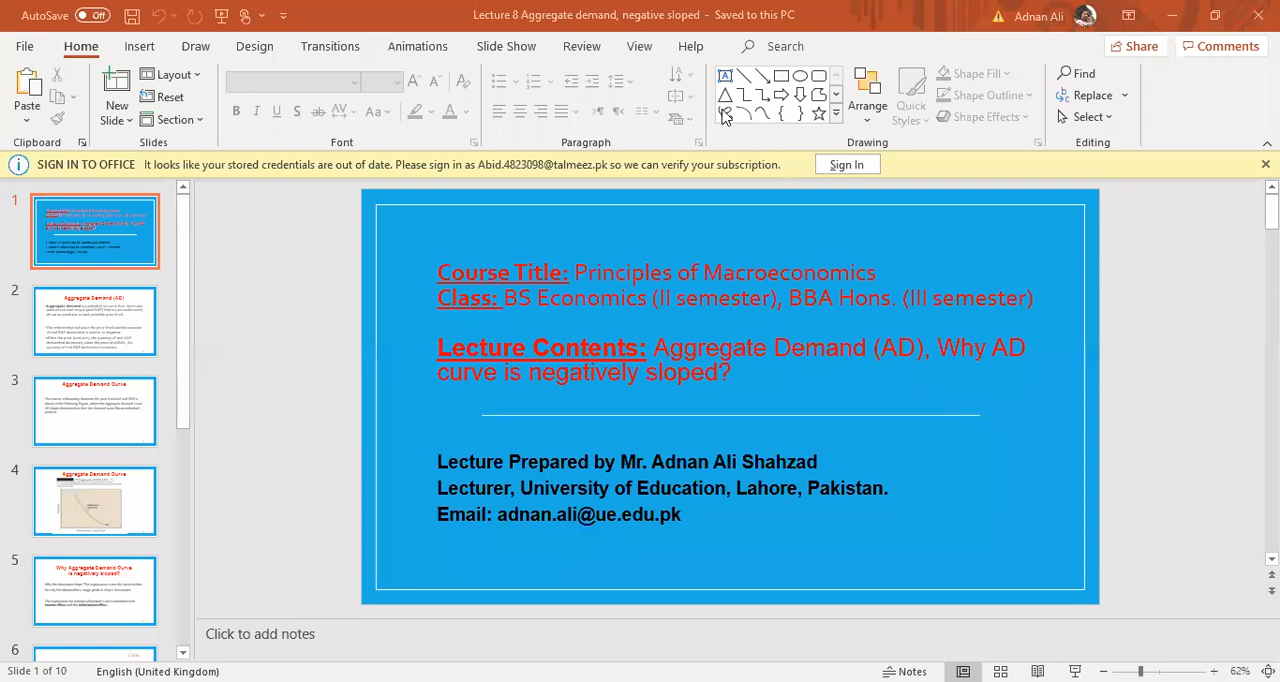 AutoSave Off Lecture 8 Aggregate demand, negative sloped - Saved to this PC Adnan Ali
File Home Insert Draw Design Transitions Animations Slide Show Review View Help Search Share Comments
Paste
New Slide
Layout
Reset
Section
Arrange
Quick Styles
Shape Fill
Shape Outline
Shape Effects
Find
Replace
Select
Clipboard Slides Font Paragraph Drawing Editing
SIGN IN TO OFFICE It looks like your stored credentials are out of date. Please sign in as Abid.4823098@talmeez.pk so we can verify your subscription. Sign In
1
2
Aggregate Demand (AD)
3
Aggregate Demand Curve
4
Aggregate Demand Curve
5
Why Aggregate Demand Curve
is negatively sloped?
6
Course Title: Principles of Macroeconomics
Class: BS Economics (II semester), BBA Hons. (III semester)
Lecture Contents: Aggregate Demand (AD), Why AD
curve is negatively sloped?
Lecture Prepared by Mr. Adnan Ali Shahzad
Lecturer, University of Education, Lahore, Pakistan.
Email: adnan.ali@ue.edu.pk
Click to add notes
Slide 1 of 10 English (United Kingdom) Notes 62%